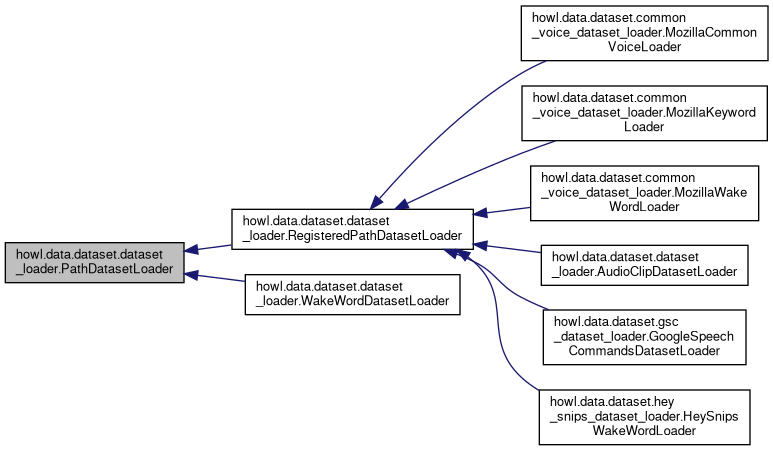 howl.data.dataset.common
_voice_dataset_loader.MozillaCommon
VoiceLoader
howl.data.dataset.common
_voice_dataset_loader.MozillaKeyword
Loader
howl.data.dataset.common
_voice_dataset_loader.MozillaWake
WordLoader
howl.data.dataset.dataset
_loader.RegisteredPathDatasetLoader
howl.data.dataset.dataset
_loader.PathDatasetLoader
howl.data.dataset.dataset
_loader.AudioClipDatasetLoader
howl.data.dataset.dataset
_loader.WakeWordDatasetLoader
howl.data.dataset.gsc
_dataset_loader.GoogleSpeech
CommandsDatasetLoader
howl.data.dataset.hey
_snips_dataset_loader.HeySnips
WakeWordLoader